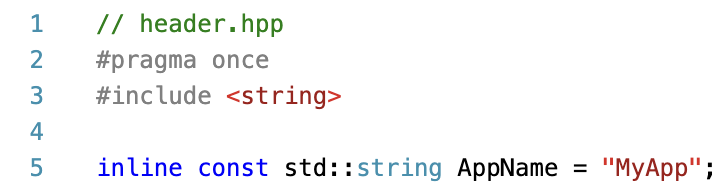 1 // header.hpp
2 #pragma once
3 #include <string>
4
5 inline const std::string AppName = "MyApp";